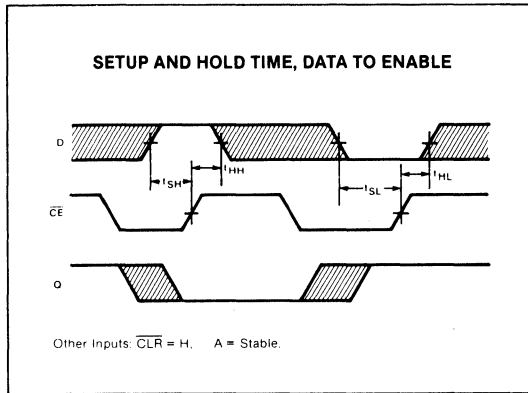 SETUP AND HOLD TIME, DATA TO ENABLE
D
tSH
tHH
tSL
tHL
CE
Q
Other Inputs: CLR = H, A = Stable.